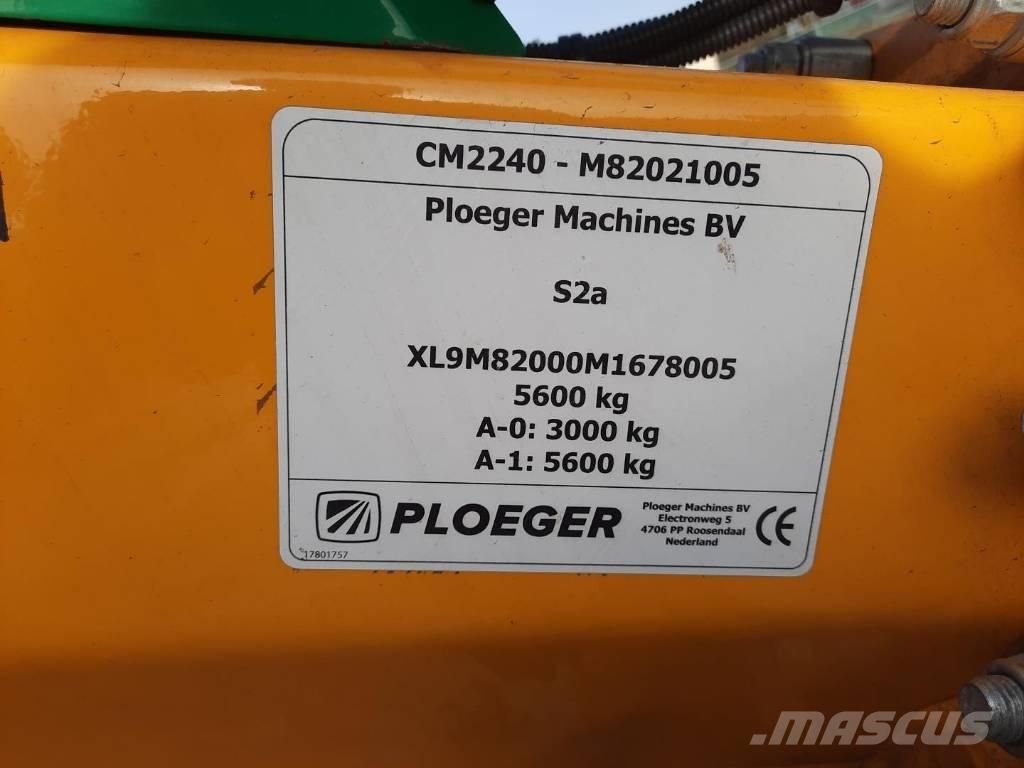 CM2240 - M82021005
Ploeger Machines BV
S2a
XL9M82000M1678005
5600 kg
A-0: 3000 kg
A-1: 5600 kg
PLOEGER
Ploeger Machines BV
Electronweg 5
4706 PP Roosendaal
Nederland
CE
17801757
MASCUS